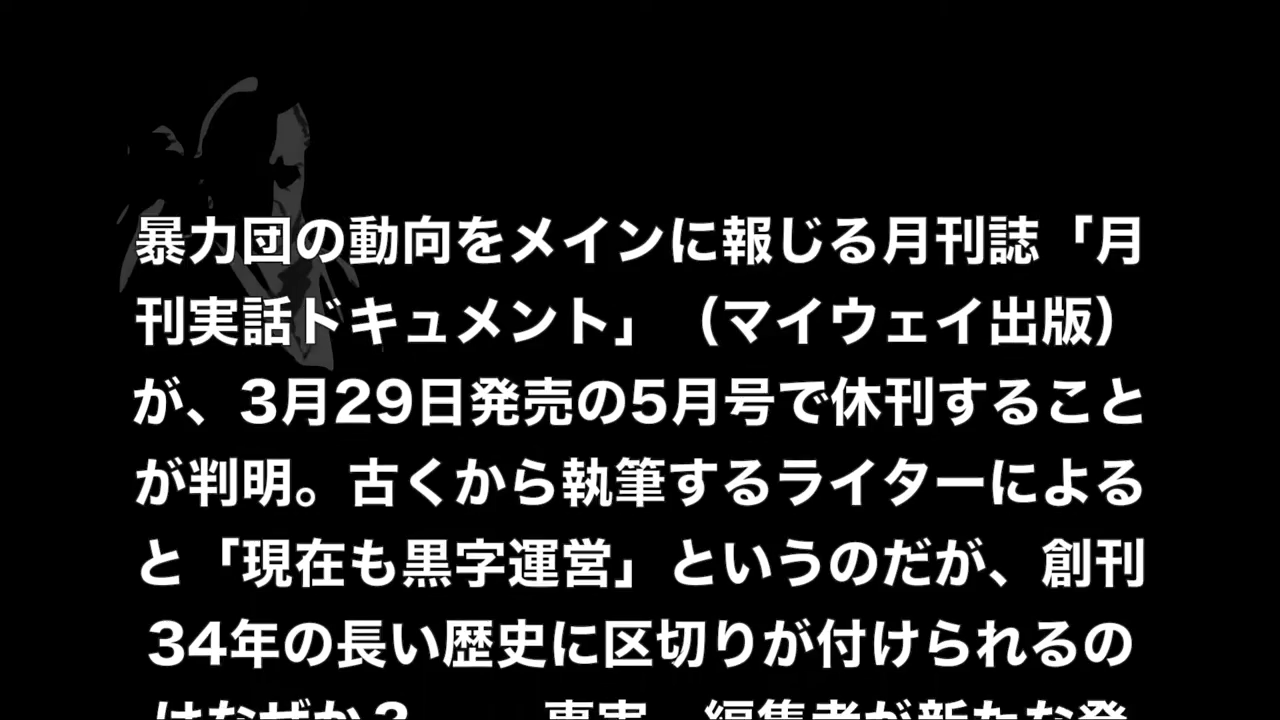 暴力団の動向をメインに報じる月刊誌「月
刊実話ドキュメント」（マイウェイ出版）
が、3月29日発売の5月号で休刊すること
が判明。古くから執筆するライターによる
と「現在も黒字運営」というのだが、創刊
34年の長い歴史に区切りが付けられるの
はなぜか？